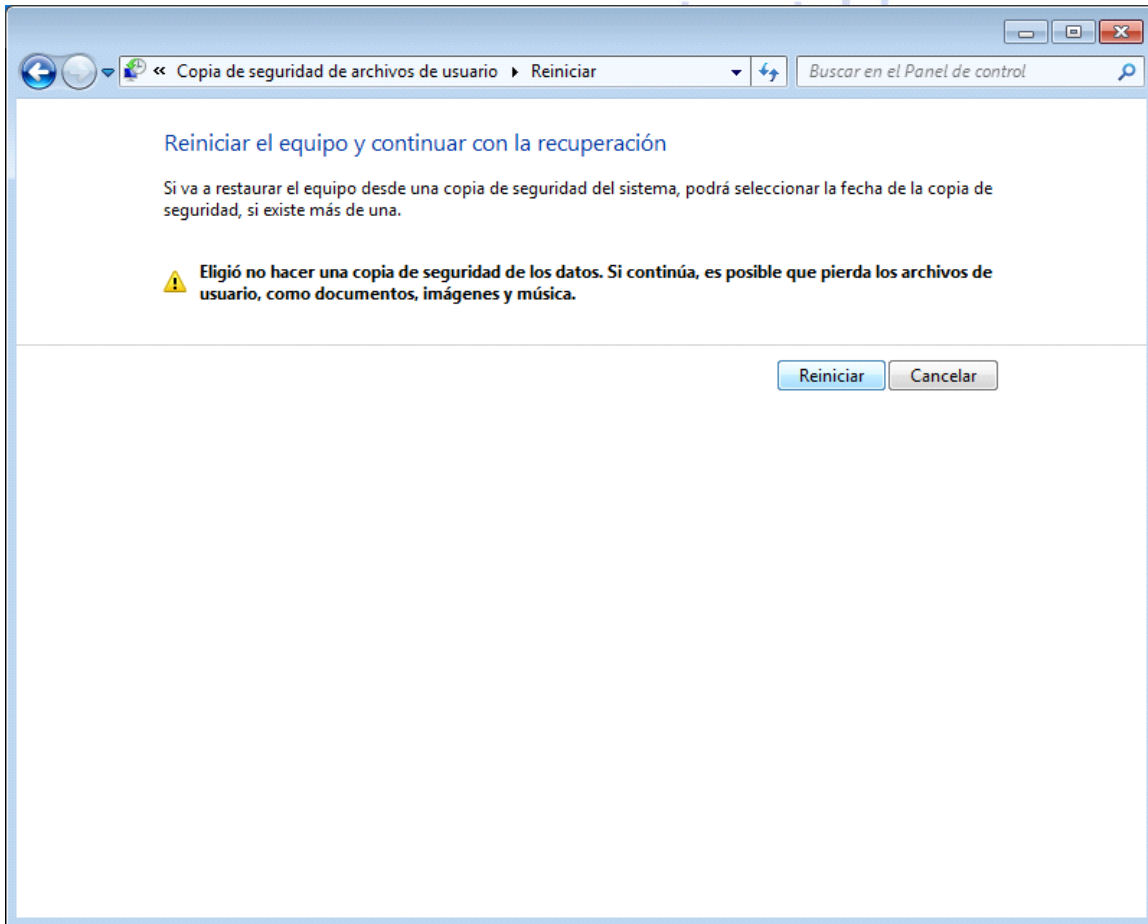 « Copia de seguridad de archivos de usuario ▸ Reiniciar
Buscar en el Panel de control
Reiniciar el equipo y continuar con la recuperación
Si va a restaurar el equipo desde una copia de seguridad del sistema, podrá seleccionar la fecha de la copia de
seguridad, si existe más de una.
Eligió no hacer una copia de seguridad de los datos. Si continúa, es posible que pierda los archivos de
usuario, como documentos, imágenes y música.
Reiniciar
Cancelar